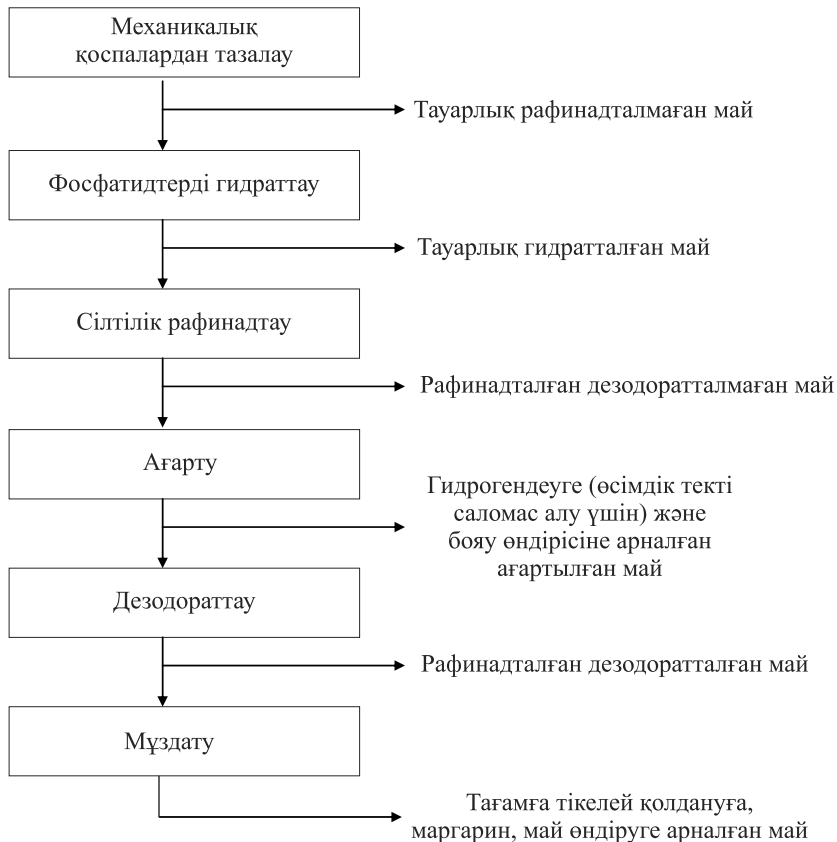 Механикалық
қоспалардан тазалау
Тауарлық рафинадталмаған май
Фосфатидтерді гидраттау
Тауарлық гидратталған май
Сілтілік рафинадтау
Рафинадталған дезодоратталмаған май
Ағарту
Гидрогендеуге (өсімдік текті
саломас алу үшін) және
бояу өндірісіне арналған
ағартылған май
Дезодораттау
Рафинадталған дезодоратталған май
Мұздату
Тағамға тікелей қолдануға,
маргарин, май өндіруге арналған май